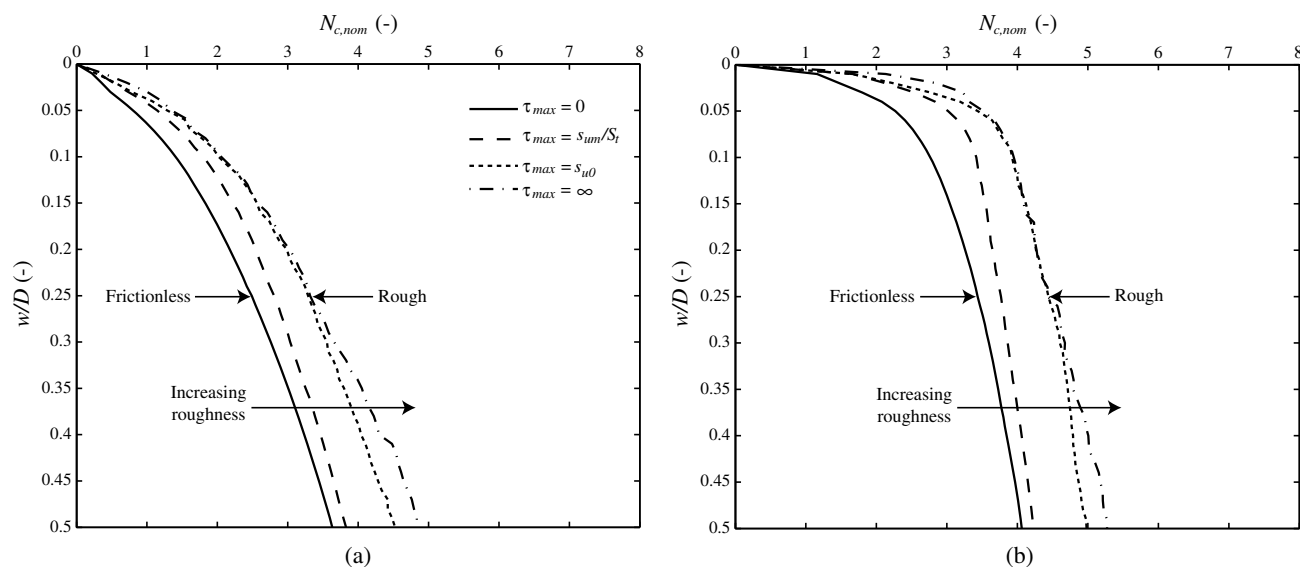 N_{c,nom} (-)
0 1 2 3 4 5 6 7 8
0
0.05
0.1
0.15
0.2
0.25
0.3
0.35
0.4
0.45
0.5
w/D (-)
τ_{max} = 0
τ_{max} = s_{um}/S_t
τ_{max} = s_{u0}
τ_{max} = ∞
Frictionless
Rough
Increasing
roughness
(a)
N_{c,nom} (-)
0 1 2 3 4 5 6 7 8
0
0.05
0.1
0.15
0.2
0.25
0.3
0.35
0.4
0.45
0.5
w/D (-)
Frictionless
Rough
Increasing
roughness
(b)